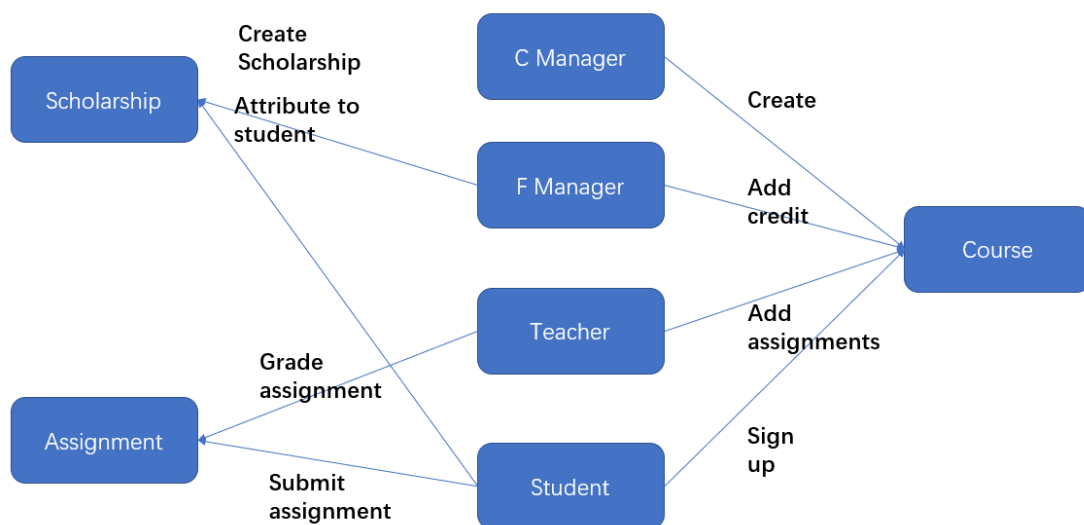 Create
Scholarship
C Manager
Scholarship
Create
Attribute to
student
F Manager
Add
credit
Course
Teacher
Add
assignments
Grade
assignment
Assignment
Sign
up
Student
Submit
assignment